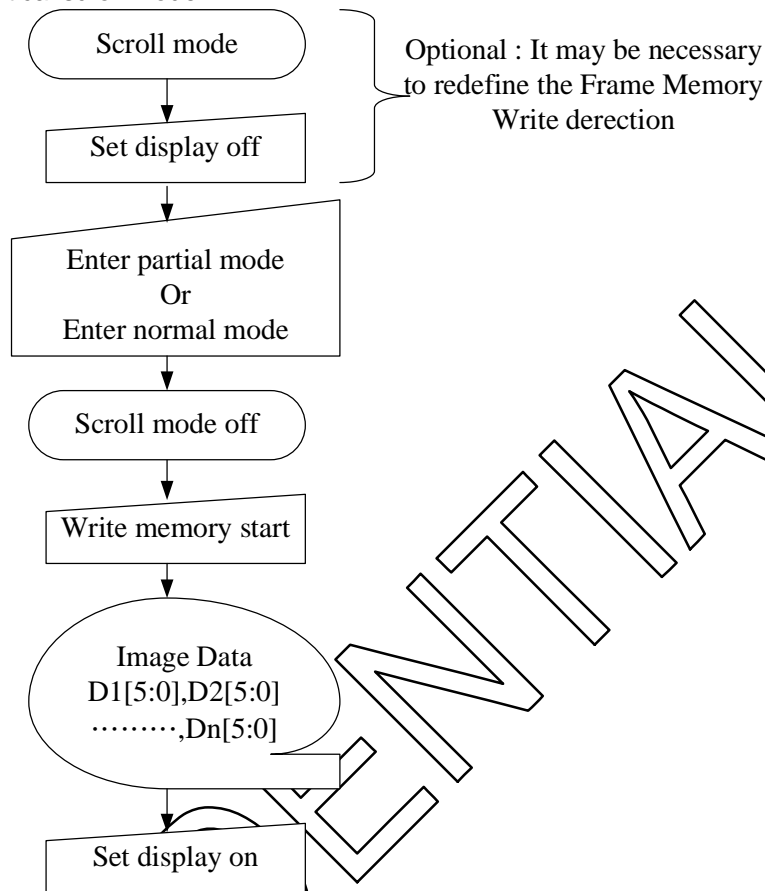 Scroll mode
Optional : It may be necessary
to redefine the Frame Memory
Write derection
Set display off
Enter partial mode
Or
Enter normal mode
Scroll mode off
Write memory start
Image Data
D1[5:0],D2[5:0]
·········,Dn[5:0]
Set display on
ENTIAL